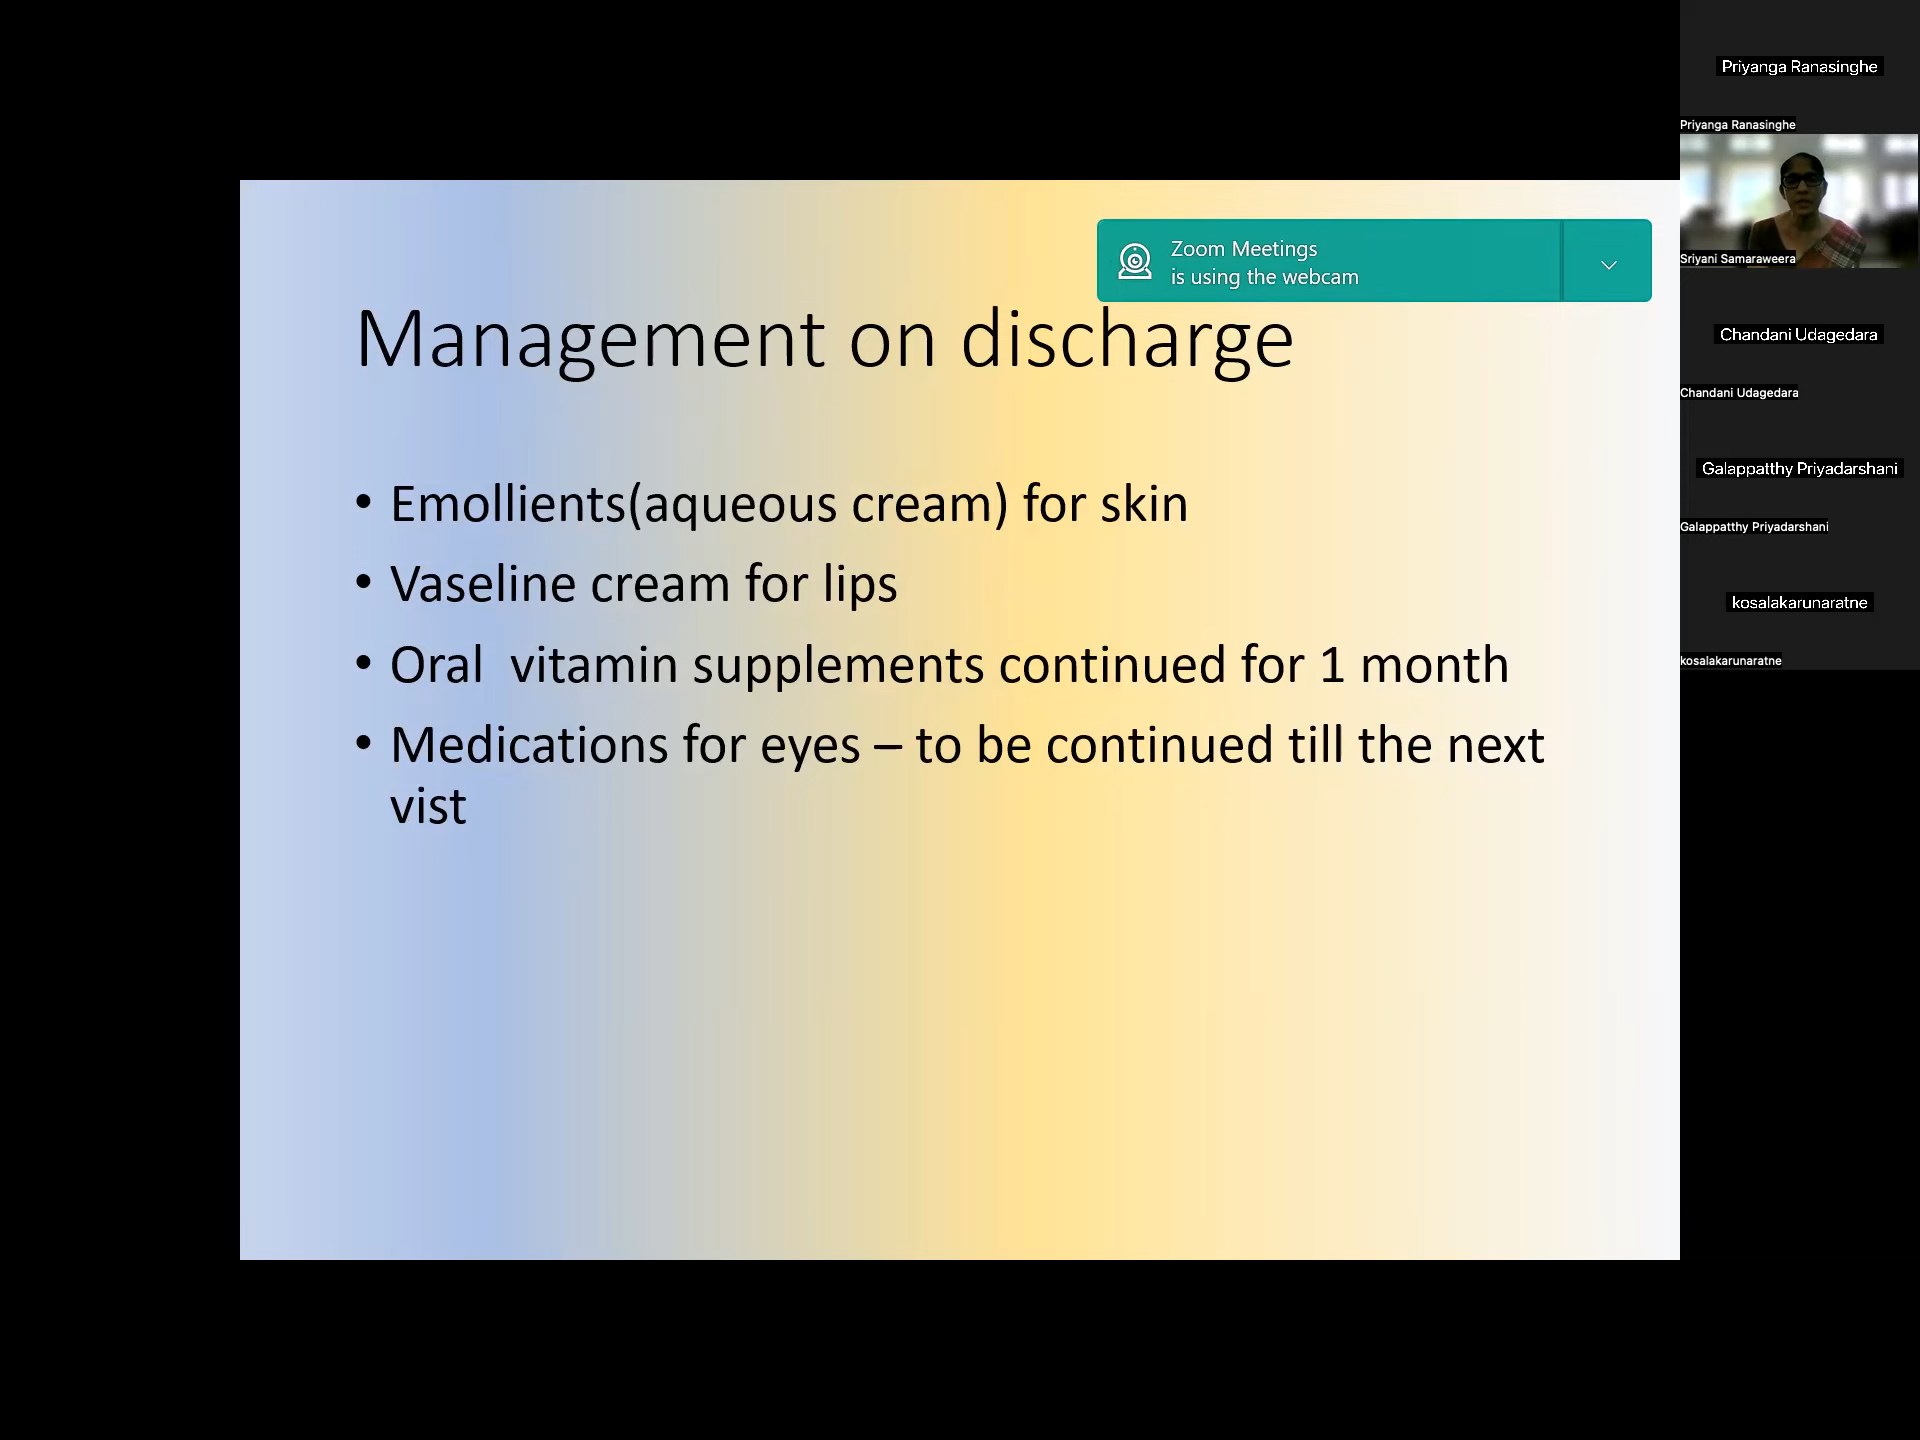 Zoom Meetings
is using the webcam
Management on discharge
• Emollients(aqueous cream) for skin
• Vaseline cream for lips
• Oral  vitamin supplements continued for 1 month
• Medications for eyes – to be continued till the next
vist
Priyanga Ranasinghe
Priyanga Ranasinghe
Sriyani Samaraweera
Chandani Udagedara
Chandani Udagedara
Galappatthy Priyadarshani
Galappatthy Priyadarshani
kosalakarunaratne
kosalakarunaratne